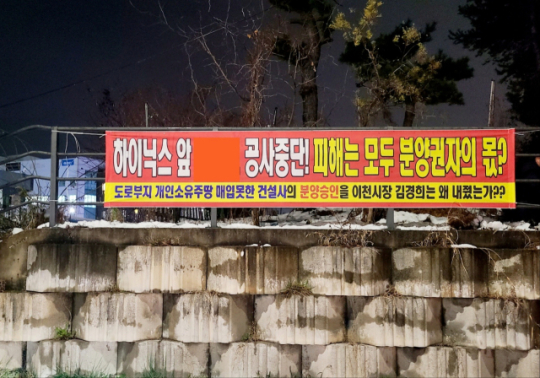 하이닉스 앞 공사중단! 피해는 모두 분양권자의 몫?
도로부지 개인소유주땅 매입못한 건설사의 분양승인을 이천시장 김경희는 왜 내줬는가??